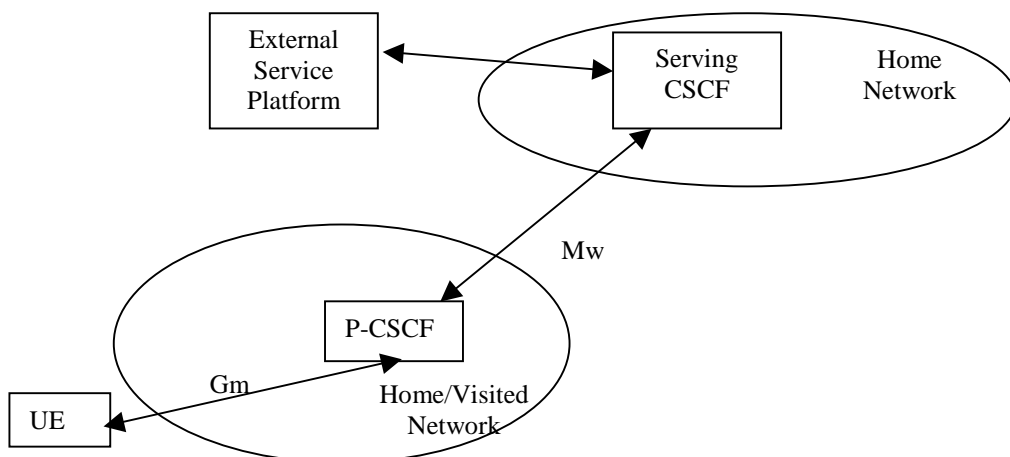 External
Service
Platform
Serving
CSCF
Home
Network
Mw
P-CSCF
Gm
Home/Visited
Network
UE